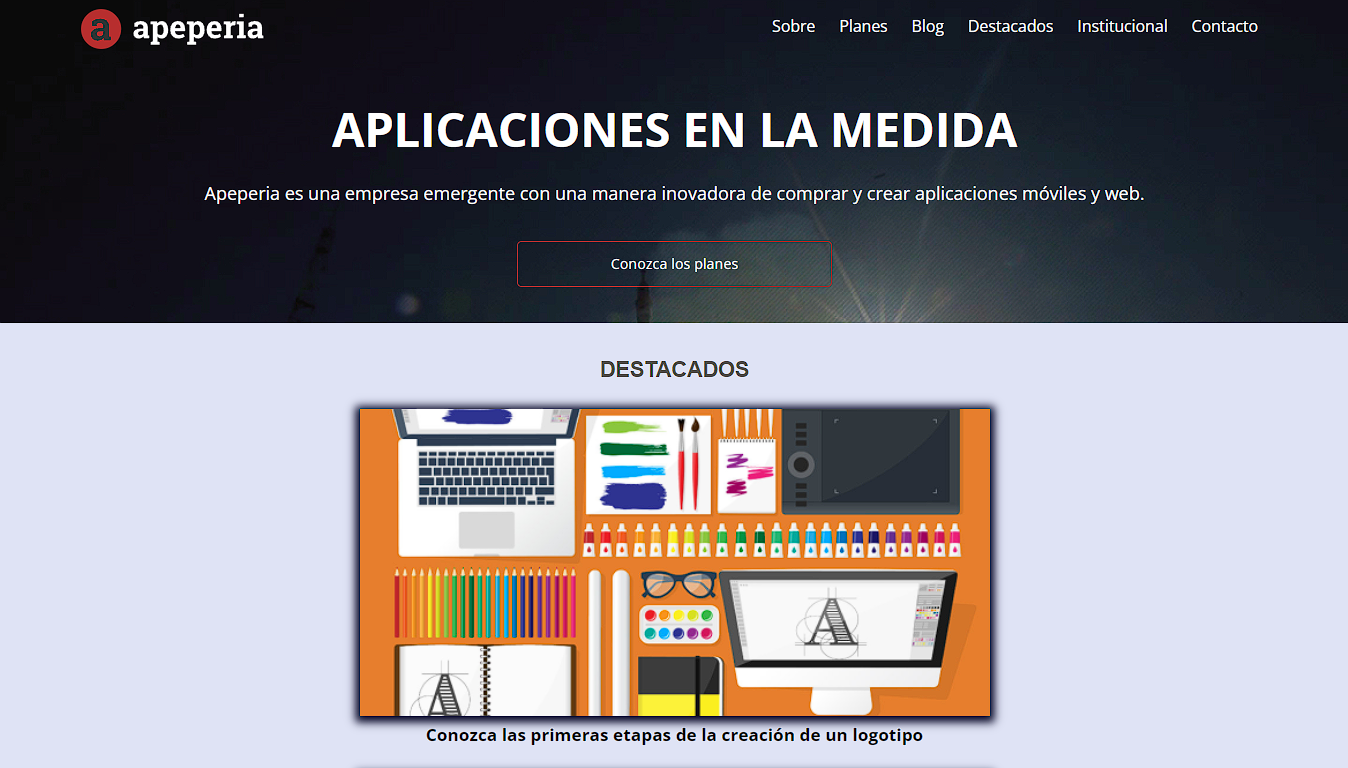 a apeperia
Sobre Planes Blog Destacados Institucional Contacto
APLICACIONES EN LA MEDIDA
Apeperia es una empresa emergente con una manera inovadora de comprar y crear aplicaciones móviles y web.
Conozca los planes
DESTACADOS
A
A
Conozca las primeras etapas de la creación de un logotipo